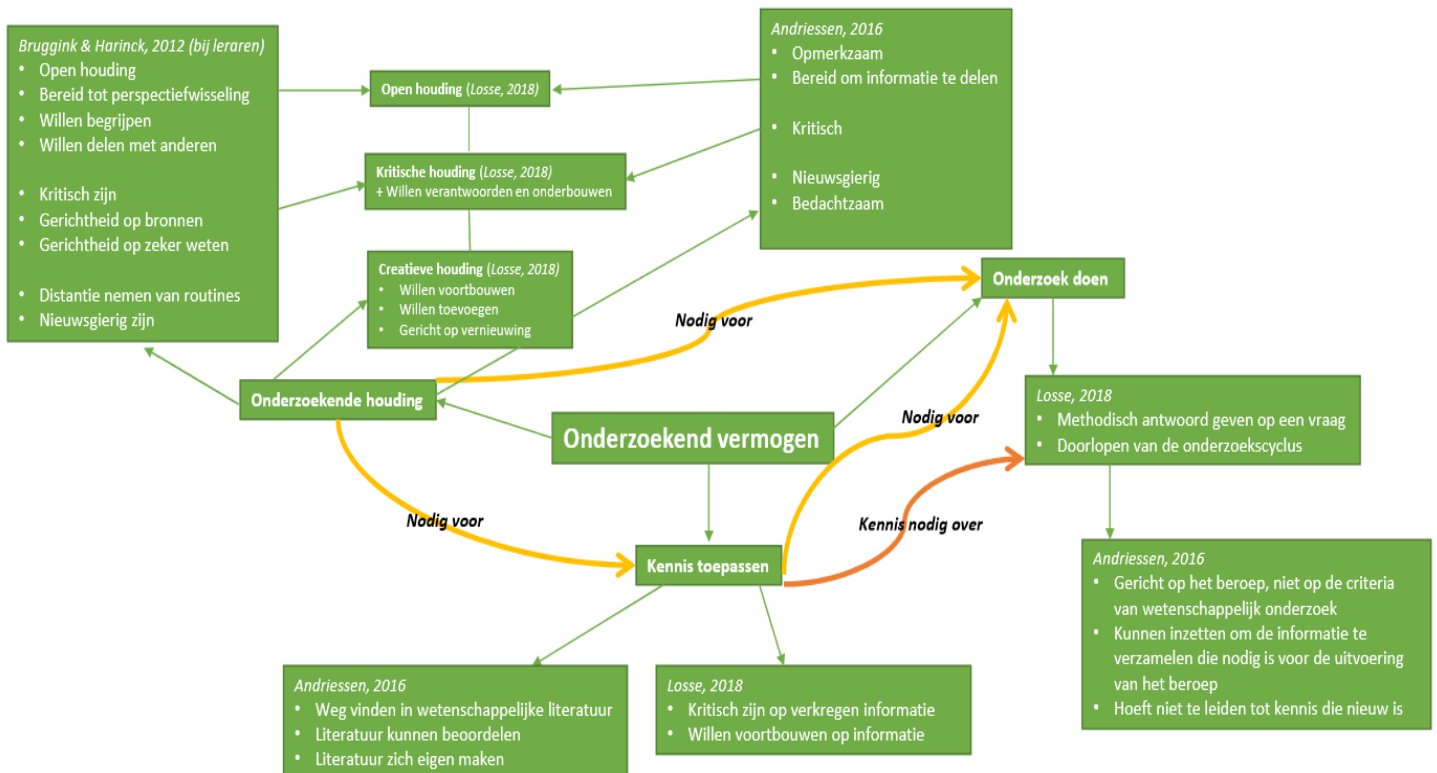 Bruggink & Harinck, 2012 (bij leraren)
• Open houding
• Bereid tot perspectiefwisseling
• Willen begrijpen
• Willen delen met anderen
• Kritisch zijn
• Gerichtheid op bronnen
• Gerichtheid op zeker weten
• Distantie nemen van routines
• Nieuwsgierig zijn
Open houding (Losse, 2018)
Kritische houding (Losse, 2018)
+ Willen verantwoorden en onderbouwen
Creatieve houding (Losse, 2018)
• Willen voortbouwen
• Willen toevoegen
• Gericht op vernieuwing
Andriessen, 2016
• Opmerkzaam
• Bereid om informatie te delen
• Kritisch
• Nieuwsgierig
• Bedachtzaam
Onderzoek doen
Nodig voor
Onderzoekende houding
Onderzoekend vermogen
Nodig voor
Losse, 2018
• Methodisch antwoord geven op een vraag
• Doorlopen van de onderzoekscyclus
Nodig voor
Kennis nodig over
Kennis toepassen
Andriessen, 2016
• Gericht op het beroep, niet op de criteria
van wetenschappelijk onderzoek
• Kunnen inzetten om de informatie te
verzamelen die nodig is voor de uitvoering
van het beroep
• Hoeft niet te leiden tot kennis die nieuw is
Andriessen, 2016
• Weg vinden in wetenschappelijke literatuur
• Literatuur kunnen beoordelen
• Literatuur zich eigen maken
Losse, 2018
• Kritisch zijn op verkregen informatie
• Willen voortbouwen op informatie